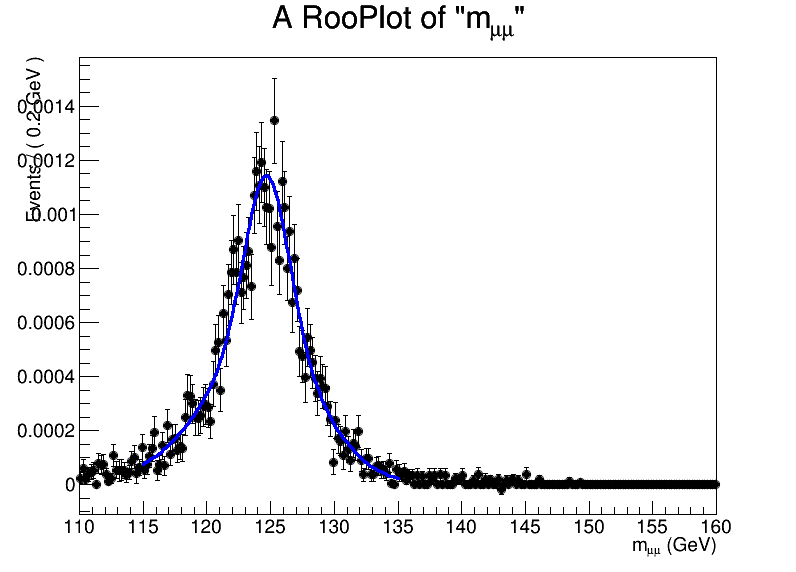 A RooPlot of "mμμ"
Events / ( 0.2 GeV )
0.0014
0.0012
0.001
0.0008
0.0006
0.0004
0.0002
0
110 115 120 125 130 135 140 145 150 155 160
mμμ (GeV)